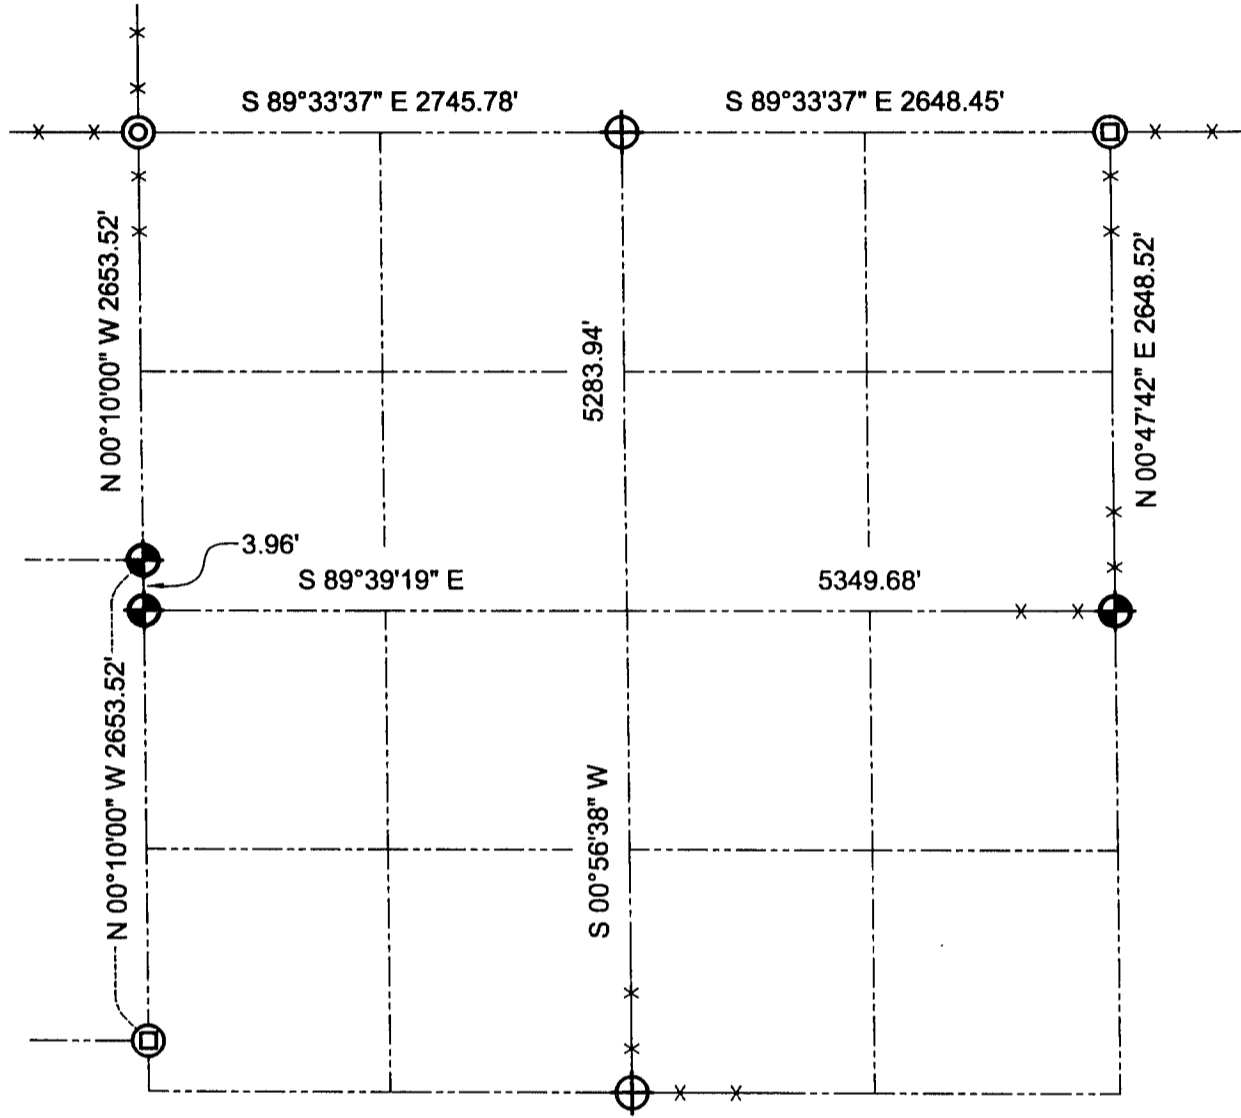 S 89°33'37" E 2745.78'
S 89°33'37" E 2648.45'
N 00°10'00" W 2653.52'
5283.94'
N 00°47'42" E 2648.52'
3.96'
S 89°39'19" E
5349.68'
N 00°10'00" W 2653.52'
S 00°56'38" W